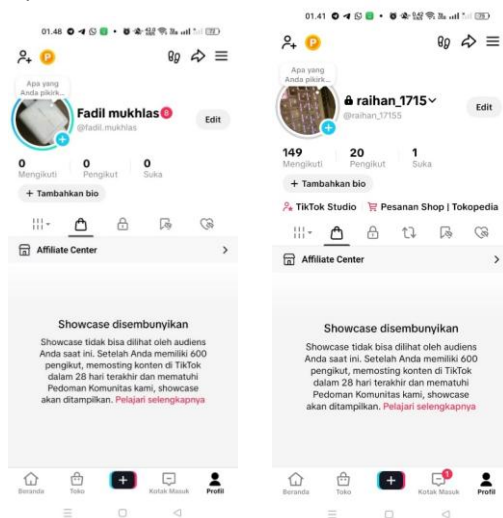 01.48
Apa yang
Anda pikirk...
Fadil mukhlas
@fadil.mukhlas
Edit
0
Mengikuti
0
Pengikut
0
Suka
+ Tambahkan bio
Affiliate Center
Showcase disembunyikan
Showcase tidak bisa dilihat oleh audiens
Anda saat ini. Setelah Anda memiliki 600
pengikut, memosting konten di TikTok
dalam 28 hari terakhir dan mematuhi
Pedoman Komunitas kami, showcase
akan ditampilkan. Pelajari selengkapnya
Beranda
Toko
Kotak Masuk
Profil
01.41
Apa yang
Anda pikirk...
raihan_1715
@raihan_17155
Edit
149
Mengikuti
20
Pengikut
1
Suka
+ Tambahkan bio
TikTok Studio
Pesanan Shop | Tokopedia
Affiliate Center
Showcase disembunyikan
Showcase tidak bisa dilihat oleh audiens
Anda saat ini. Setelah Anda memiliki 600
pengikut, memosting konten di TikTok
dalam 28 hari terakhir dan mematuhi
Pedoman Komunitas kami, showcase
akan ditampilkan. Pelajari selengkapnya
Beranda
Toko
Kotak Masuk
Profil